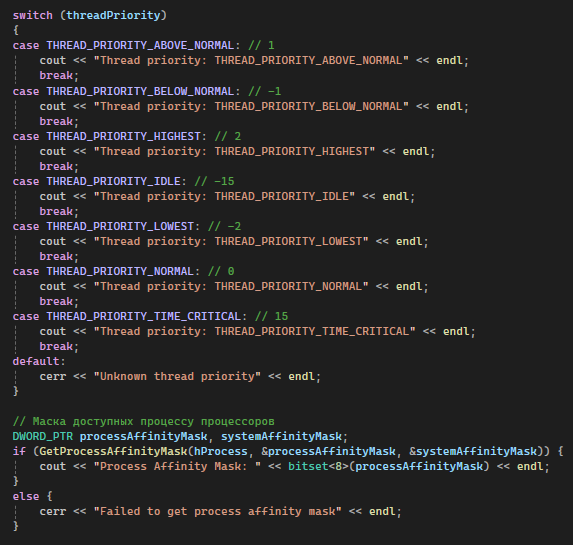 switch (threadPriority)
{
case THREAD_PRIORITY_ABOVE_NORMAL: // 1
    cout << "Thread priority: THREAD_PRIORITY_ABOVE_NORMAL" << endl;
    break;
case THREAD_PRIORITY_BELOW_NORMAL: // -1
    cout << "Thread priority: THREAD_PRIORITY_BELOW_NORMAL" << endl;
    break;
case THREAD_PRIORITY_HIGHEST: // 2
    cout << "Thread priority: THREAD_PRIORITY_HIGHEST" << endl;
    break;
case THREAD_PRIORITY_IDLE: // -15
    cout << "Thread priority: THREAD_PRIORITY_IDLE" << endl;
    break;
case THREAD_PRIORITY_LOWEST: // -2
    cout << "Thread priority: THREAD_PRIORITY_LOWEST" << endl;
    break;
case THREAD_PRIORITY_NORMAL: // 0
    cout << "Thread priority: THREAD_PRIORITY_NORMAL" << endl;
    break;
case THREAD_PRIORITY_TIME_CRITICAL: // 15
    cout << "Thread priority: THREAD_PRIORITY_TIME_CRITICAL" << endl;
    break;
default:
    cerr << "Unknown thread priority" << endl;
}

// Маска доступных процессу процессоров
DWORD_PTR processAffinityMask, systemAffinityMask;
if (GetProcessAffinityMask(hProcess, &processAffinityMask, &systemAffinityMask)) {
    cout << "Process Affinity Mask: " << bitset<8>(processAffinityMask) << endl;
}
else {
    cerr << "Failed to get process affinity mask" << endl;
}